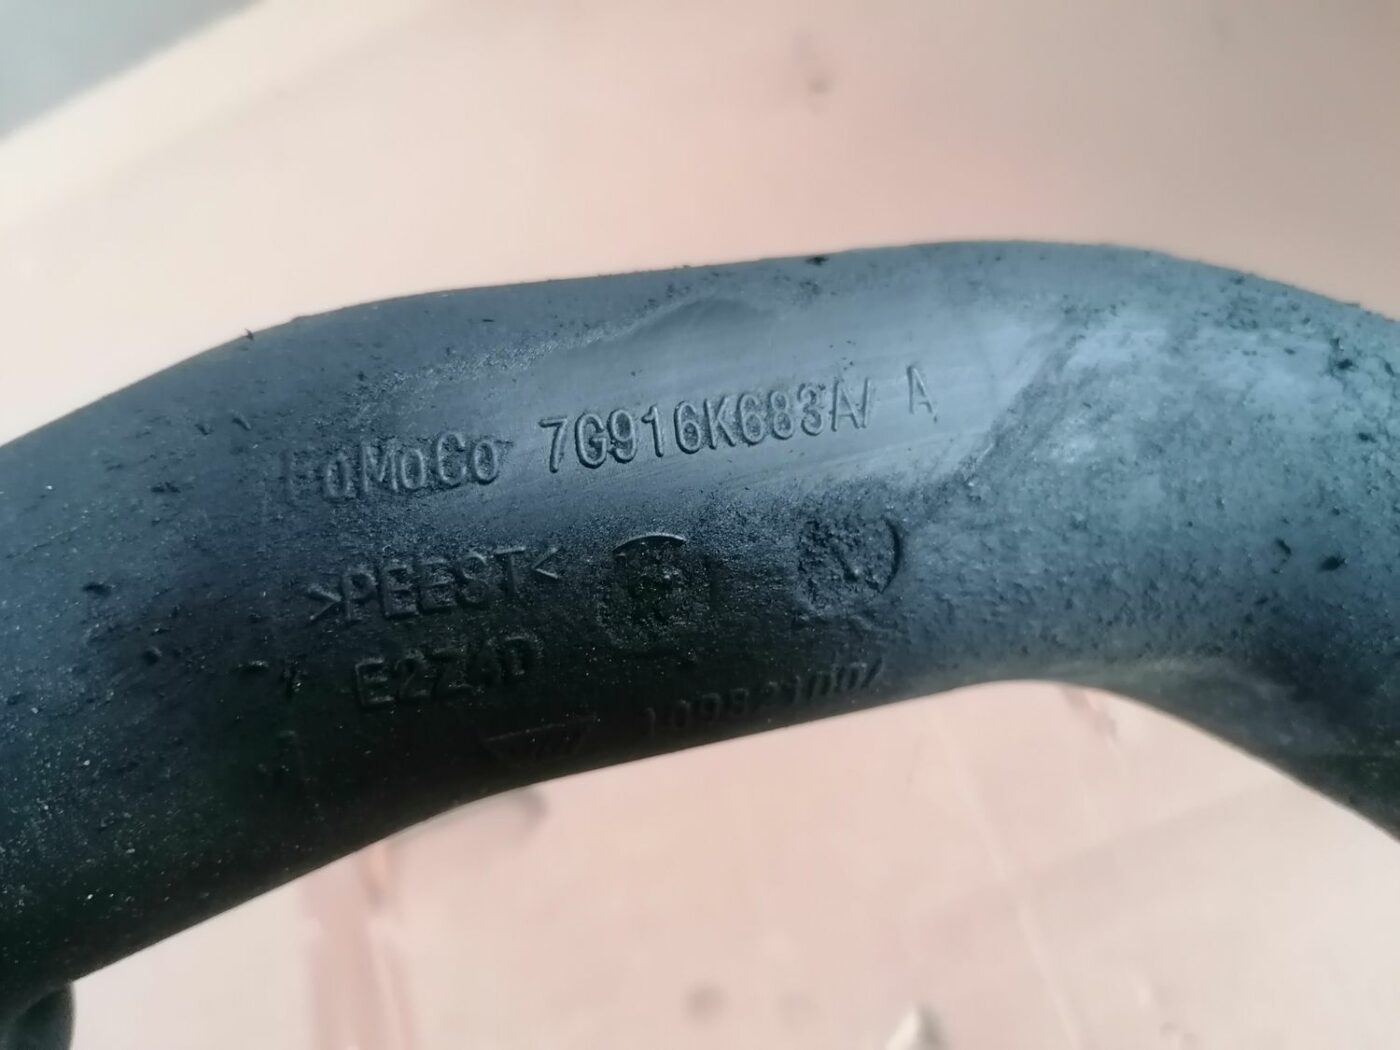 FoMoCo 7G916K683A/ A
>PEEST<
E2Z4D